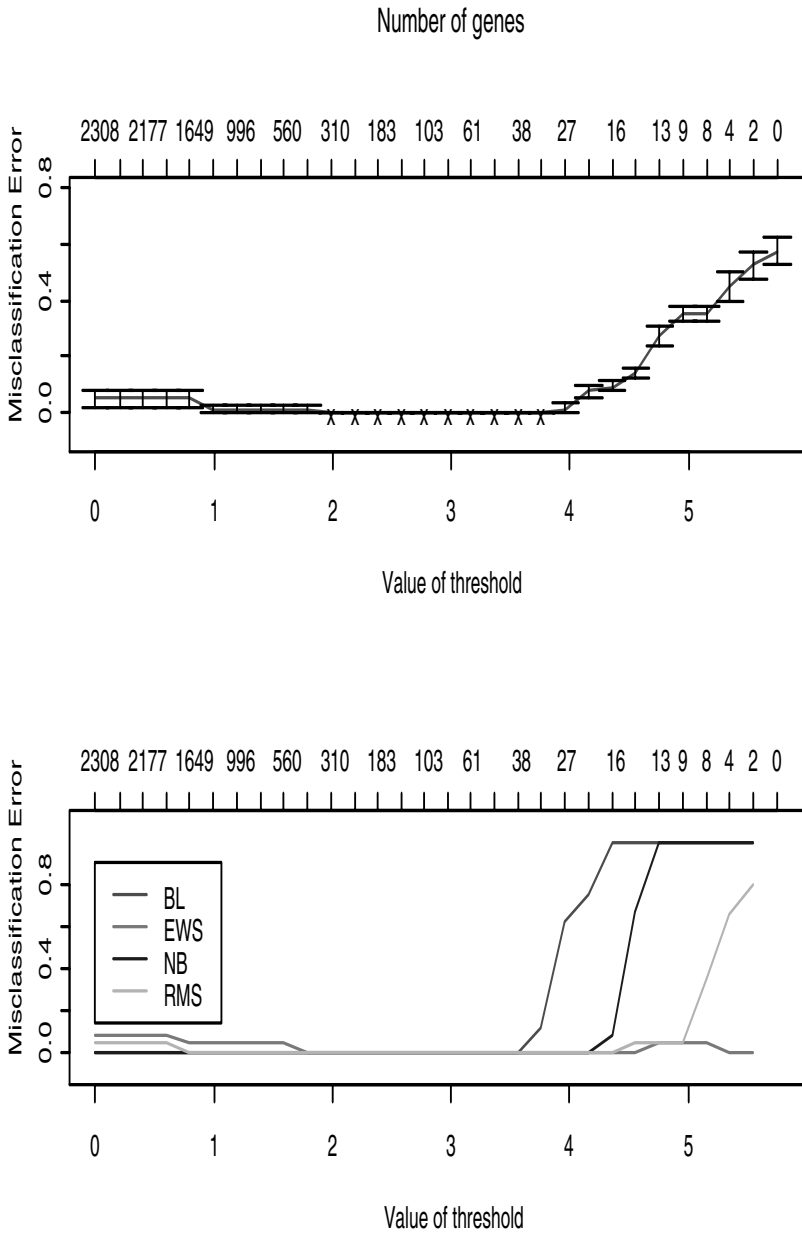 Number of genes
2308 2177 1649 996 560 310 183 103 61 38 27 16 13 9 8 4 2 0
Misclassification Error
0.8
0.4
0.0
x x x x x x x x x x
0 1 2 3 4 5
Value of threshold
2308 2177 1649 996 560 310 183 103 61 38 27 16 13 9 8 4 2 0
Misclassification Error
0.8
0.4
0.0
BL
EWS
NB
RMS
0 1 2 3 4 5
Value of threshold